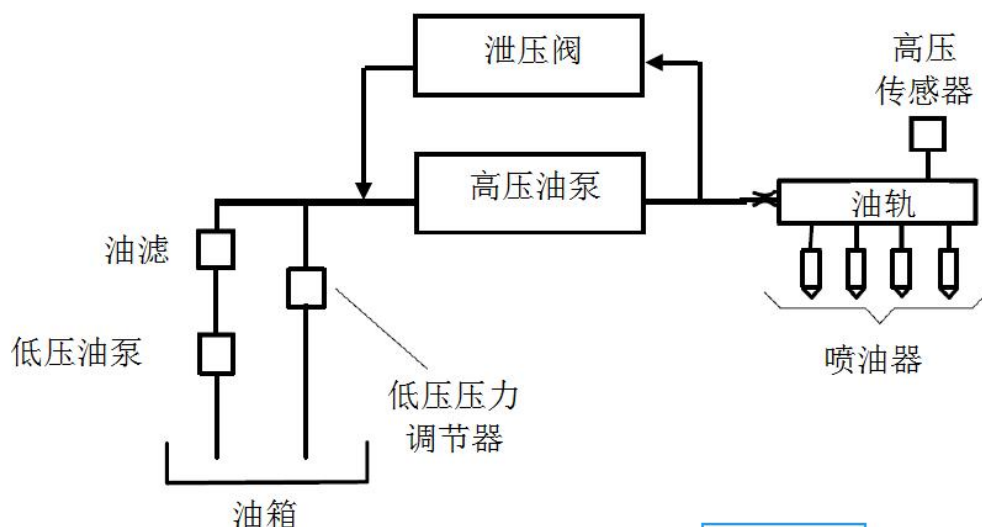 泄压阀
高压
传感器
高压油泵
油轨
油滤
低压油泵
喷油器
低压压力
调节器
油箱